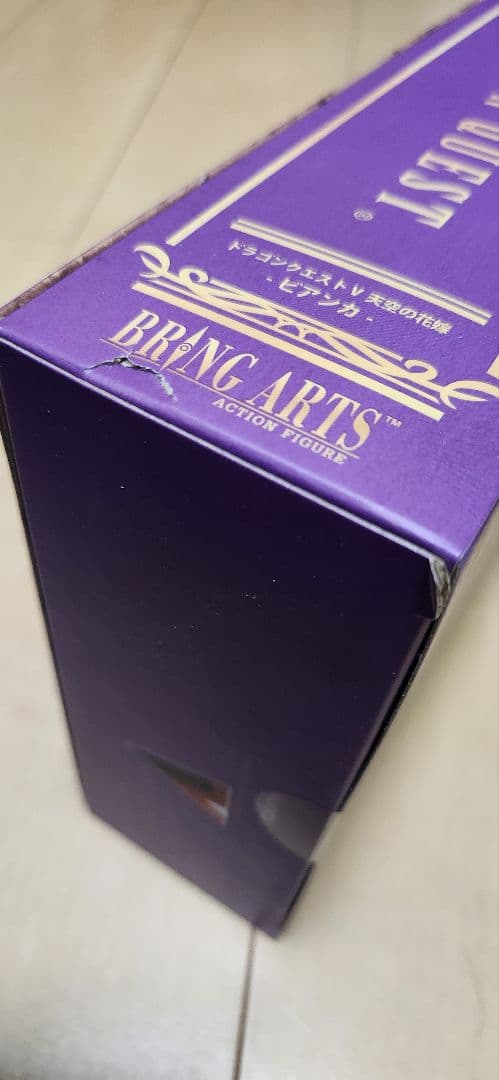 QUEST®
ドラゴンクエストV 天空の花嫁
- ビアンカ -
BRING ARTS™
ACTION FIGURE